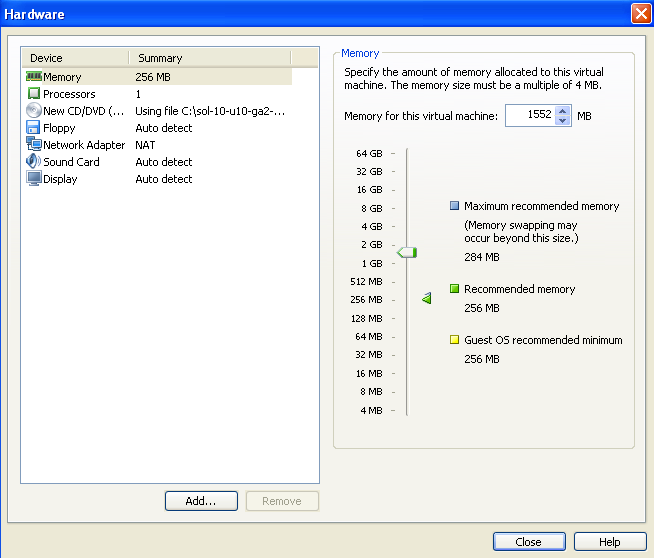 Hardware
Device Summary
Memory 256 MB
Processors 1
New CD/DVD (... Using file C:\sol-10-u10-ga2-...
Floppy Auto detect
Network Adapter NAT
Sound Card Auto detect
Display Auto detect
Add...
Remove
Memory
Specify the amount of memory allocated to this virtual
machine. The memory size must be a multiple of 4 MB.
Memory for this virtual machine: 1552 MB
64 GB
32 GB
16 GB
8 GB
4 GB
2 GB
1 GB
512 MB
256 MB
128 MB
64 MB
32 MB
16 MB
8 MB
4 MB
Maximum recommended memory
(Memory swapping may
occur beyond this size.)
284 MB
Recommended memory
256 MB
Guest OS recommended minimum
256 MB
Close
Help